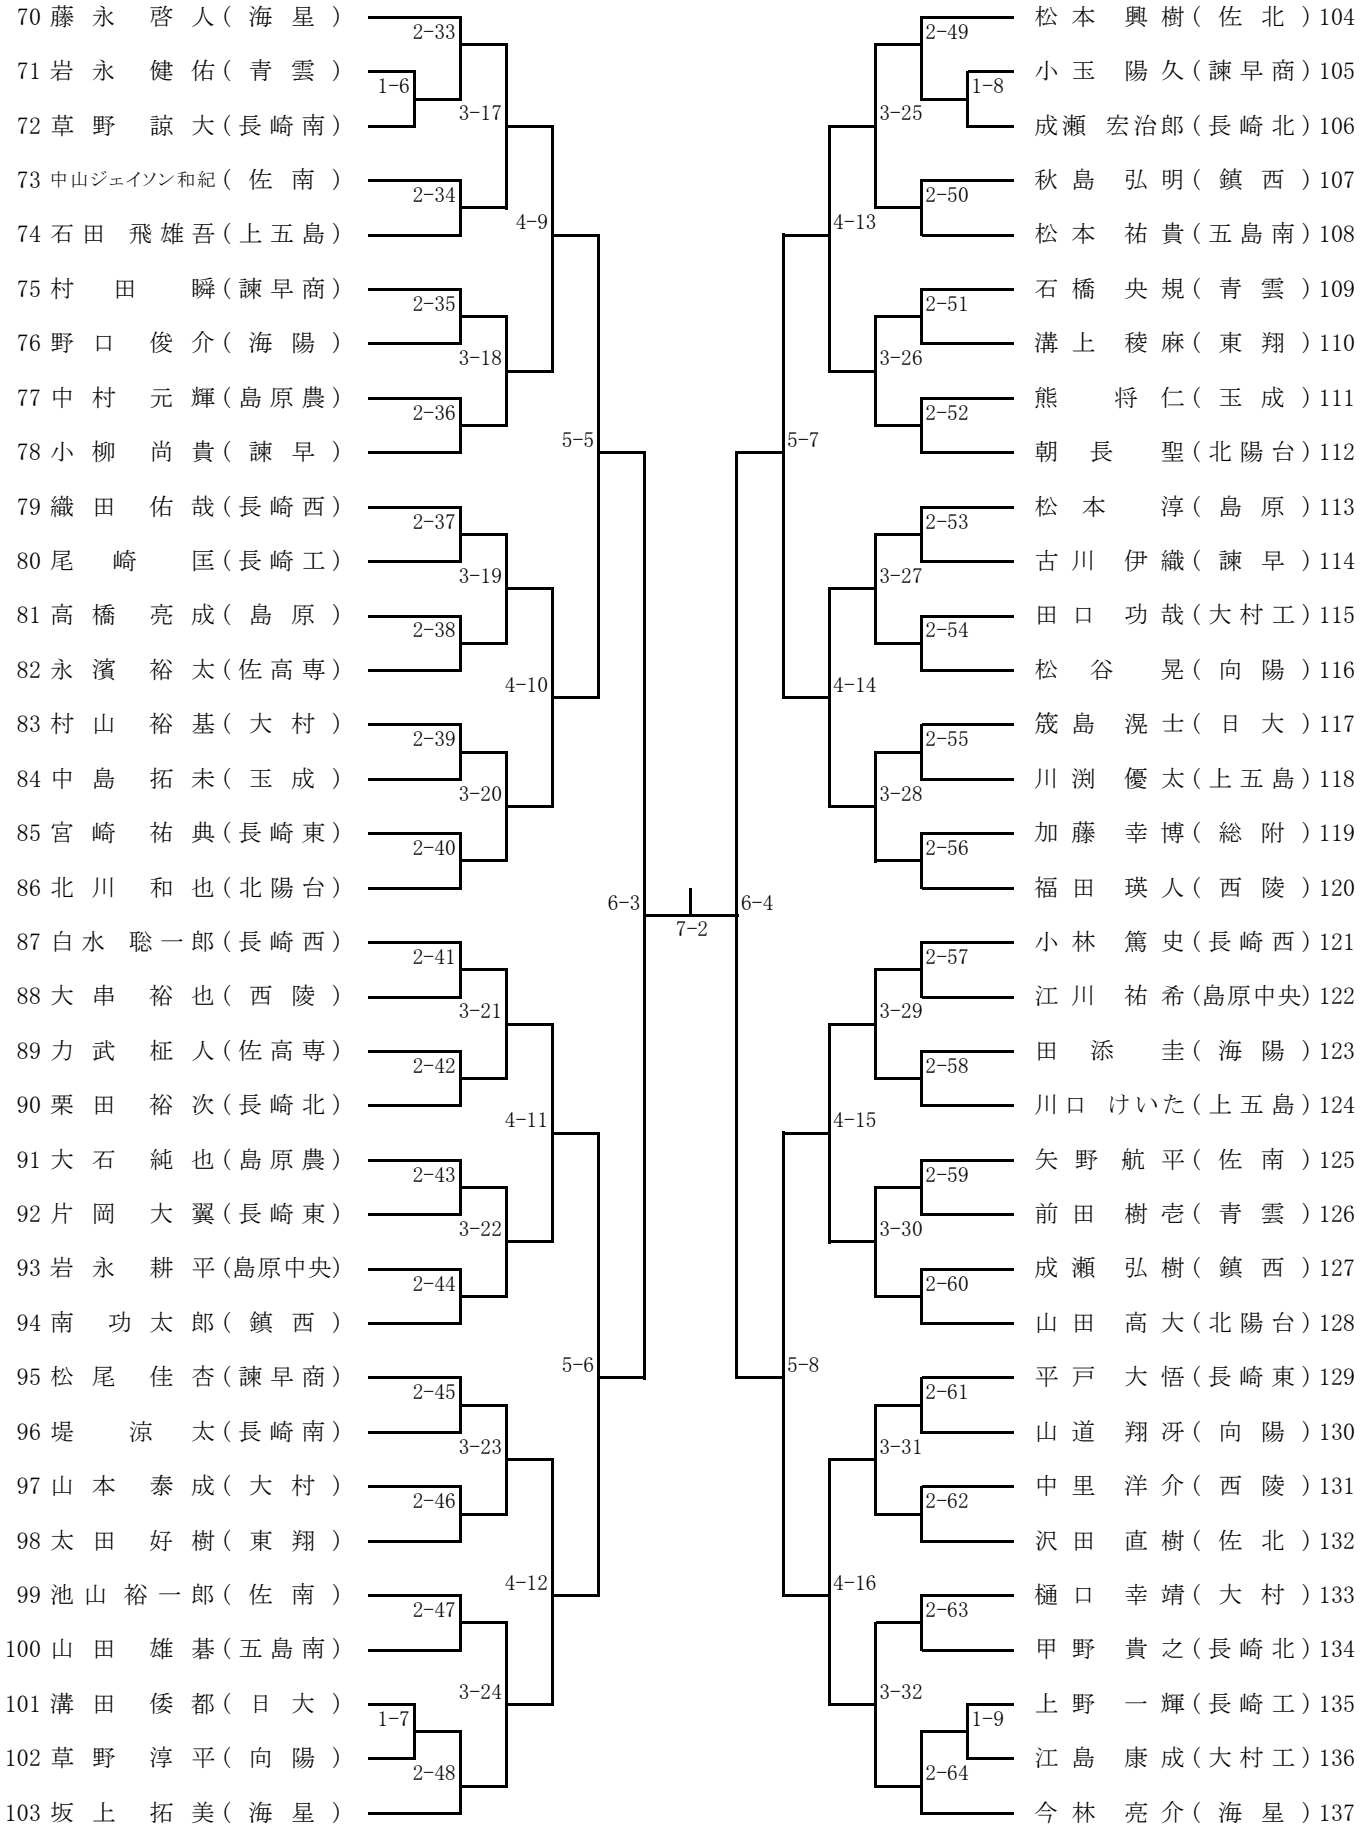 70 藤永 啓人(海星)
2-33
71 岩永 健佑(青雲)
1-6
3-17
72 草野 諒大(長崎南)
73 中山ジェイソン和紀(佐南)
2-34
4-9
74 石田 飛雄吾(上五島)
75 村田 瞬(諫早商)
2-35
76 野口 俊介(海陽)
3-18
77 中村 元輝(島原農)
2-36
5-5
78 小柳 尚貴(諫早)
79 織田 佑哉(長崎西)
2-37
80 尾崎 匡(長崎工)
3-19
81 高橋 亮成(島原)
2-38
82 永濱 裕太(佐高専)
4-10
83 村山 裕基(大村)
2-39
84 中島 拓未(玉成)
3-20
85 宮崎 祐典(長崎東)
2-40
86 北川 和也(北陽台)
6-3
87 白水 聡一郎(長崎西)
2-41
88 大串 裕也(西陵)
3-21
89 力武 柾人(佐高専)
2-42
90 栗田 裕次(長崎北)
4-11
91 大石 純也(島原農)
2-43
92 片岡 大翼(長崎東)
3-22
93 岩永 耕平(島原中央)
2-44
94 南 功太郎(鎮西)
5-6
95 松尾 佳杏(諫早商)
2-45
96 堤 涼太(長崎南)
3-23
97 山本 泰成(大村)
2-46
98 太田 好樹(東翔)
4-12
99 池山 裕一郎(佐南)
2-47
100 山田 雄碁(五島南)
3-24
101 溝田 倭都(日大)
1-7
102 草野 淳平(向陽)
2-48
103 坂上 拓美(海星)
7-2
松本 興樹(佐北)104
2-49
小玉 陽久(諫早商)105
1-8
3-25
成瀬 宏治郎(長崎北)106
秋島 弘明(鎮西)107
2-50
4-13
松本 祐貴(五島南)108
石橋 央規(青雲)109
2-51
溝上 稜麻(東翔)110
3-26
熊 将仁(玉成)111
2-52
5-7
朝長 聖(北陽台)112
松本 淳(島原)113
2-53
古川 伊織(諫早)114
3-27
田口 功哉(大村工)115
2-54
松谷 晃(向陽)116
4-14
筬島 滉士(日大)117
2-55
川渕 優太(上五島)118
3-28
加藤 幸博(総附)119
2-56
福田 瑛人(西陵)120
6-4
小林 篤史(長崎西)121
2-57
江川 祐希(島原中央)122
3-29
田添 圭(海陽)123
2-58
川口 けいた(上五島)124
4-15
矢野 航平(佐南)125
2-59
前田 樹壱(青雲)126
3-30
成瀬 弘樹(鎮西)127
2-60
山田 高大(北陽台)128
5-8
平戸 大悟(長崎東)129
2-61
山道 翔冴(向陽)130
3-31
中里 洋介(西陵)131
2-62
沢田 直樹(佐北)132
4-16
樋口 幸靖(大村)133
2-63
甲野 貴之(長崎北)134
3-32
上野 一輝(長崎工)135
1-9
江島 康成(大村工)136
2-64
今林 亮介(海星)137